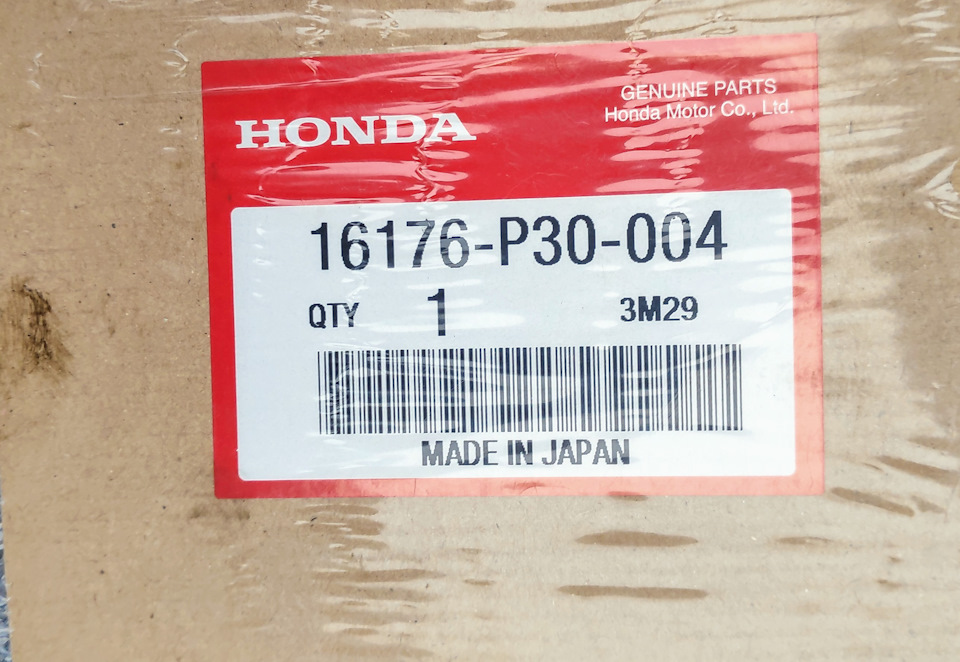 HONDA
GENUINE PARTS
Honda Motor Co., Ltd.
16176-P30-004
QTY 1 3M29
MADE IN JAPAN